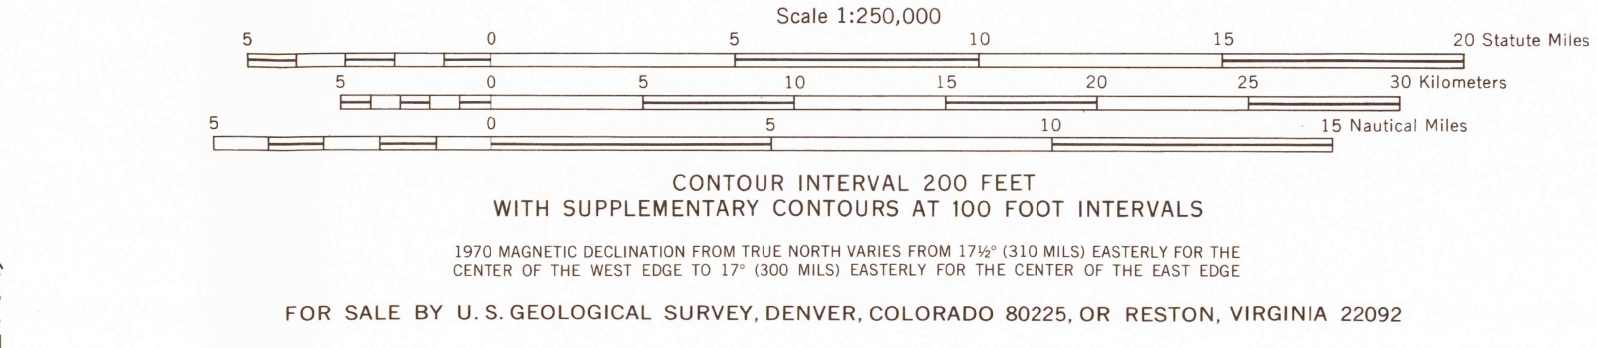 Scale 1:250,000
5 0 5 10 15 20 Statute Miles
5 0 5 10 15 20 25 30 Kilometers
5 0 5 10 15 Nautical Miles
CONTOUR INTERVAL 200 FEET
WITH SUPPLEMENTARY CONTOURS AT 100 FOOT INTERVALS
1970 MAGNETIC DECLINATION FROM TRUE NORTH VARIES FROM 17½° (310 MILS) EASTERLY FOR THE
CENTER OF THE WEST EDGE TO 17° (300 MILS) EASTERLY FOR THE CENTER OF THE EAST EDGE
FOR SALE BY U. S. GEOLOGICAL SURVEY, DENVER, COLORADO 80225, OR RESTON, VIRGINIA 22092